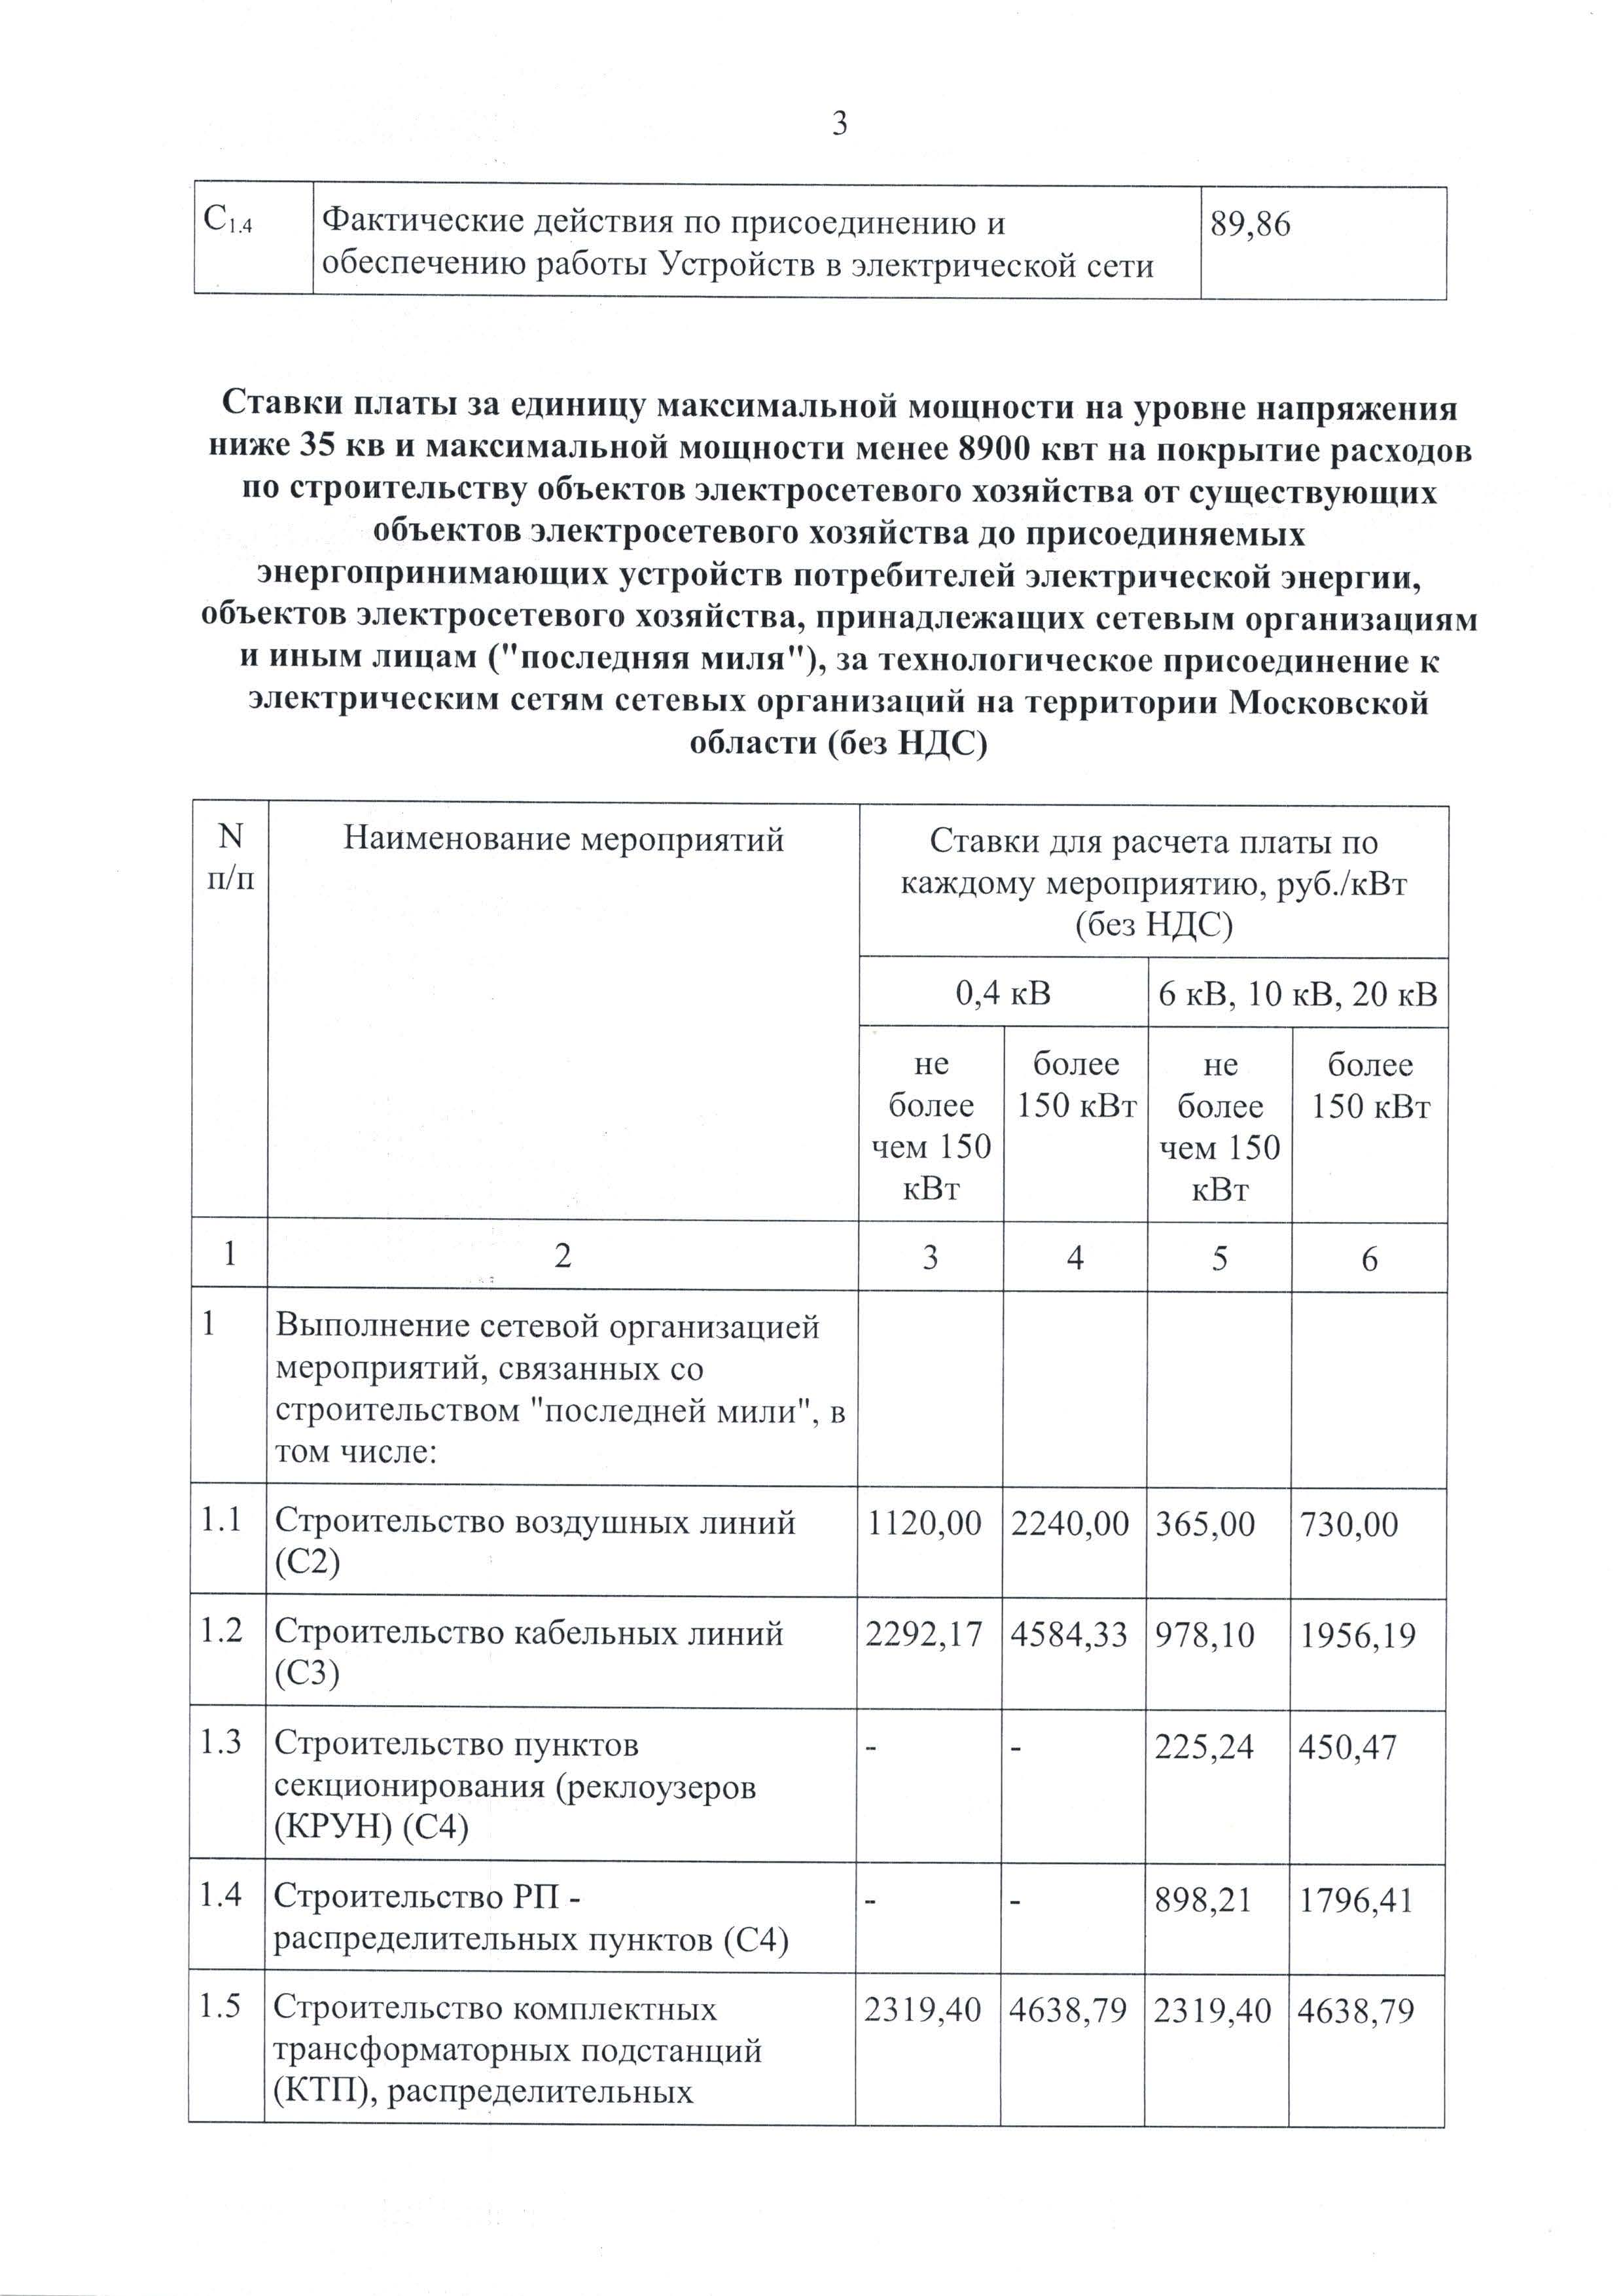 3
С1.4
Фактические действия по присоединению и
обеспечению работы Устройств в электрической сети
89,86
Ставки платы за единицу максимальной мощности на уровне напряжения
ниже 35 кв и максимальной мощности менее 8900 квт на покрытие расходов
по строительству объектов электросетевого хозяйства от существующих
объектов электросетевого хозяйства до присоединяемых
энергопринимающих устройств потребителей электрической энергии,
объектов электросетевого хозяйства, принадлежащих сетевым организациям
и иным лицам ("последняя миля"), за технологическое присоединение к
электрическим сетям сетевых организаций на территории Московской
области (без НДС)
N
п/п
Наименование мероприятий
Ставки для расчета платы по
каждому мероприятию, руб./кВт
(без НДС)
0,4 кВ
6 кВ, 10 кВ, 20 кВ
не
более
чем 150
кВт
более
150 кВт
не
более
чем 150
кВт
более
150 кВт
1 2 3 4 5 6
1
Выполнение сетевой организацией
мероприятий, связанных со
строительством "последней мили", в
том числе:
1.1
Строительство воздушных линий
(С2)
1120,00 2240,00 365,00 730,00
1.2
Строительство кабельных линий
(С3)
2292,17 4584,33 978,10 1956,19
1.3
Строительство пунктов
секционирования (реклоузеров
(КРУН) (С4)
- - 225,24 450,47
1.4
Строительство РП -
распределительных пунктов (С4)
- - 898,21 1796,41
1.5
Строительство комплектных
трансформаторных подстанций
(КТП), распределительных
2319,40 4638,79 2319,40 4638,79